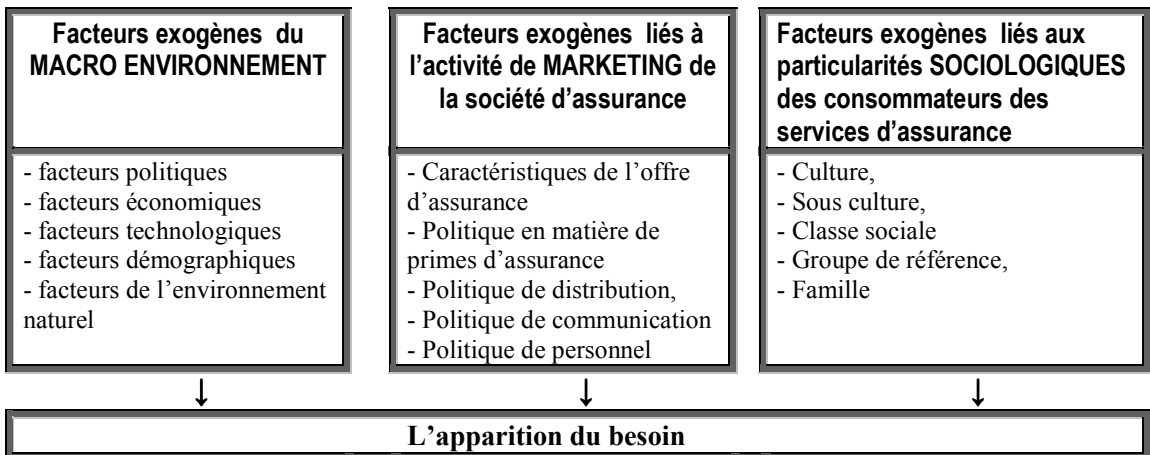 Facteurs exogènes du
MACRO ENVIRONNEMENT
- facteurs politiques
- facteurs économiques
- facteurs technologiques
- facteurs démographiques
- facteurs de l’environnement
naturel
Facteurs exogènes liés à
l’activité de MARKETING de
la société d’assurance
- Caractéristiques de l’offre
d’assurance
- Politique en matière de
primes d’assurance
- Politique de distribution,
- Politique de communication
- Politique de personnel
Facteurs exogènes liés aux
particularités SOCIOLOGIQUES
des consommateurs des
services d’assurance
- Culture,
- Sous culture,
- Classe sociale
- Groupe de référence,
- Famille
L’apparition du besoin